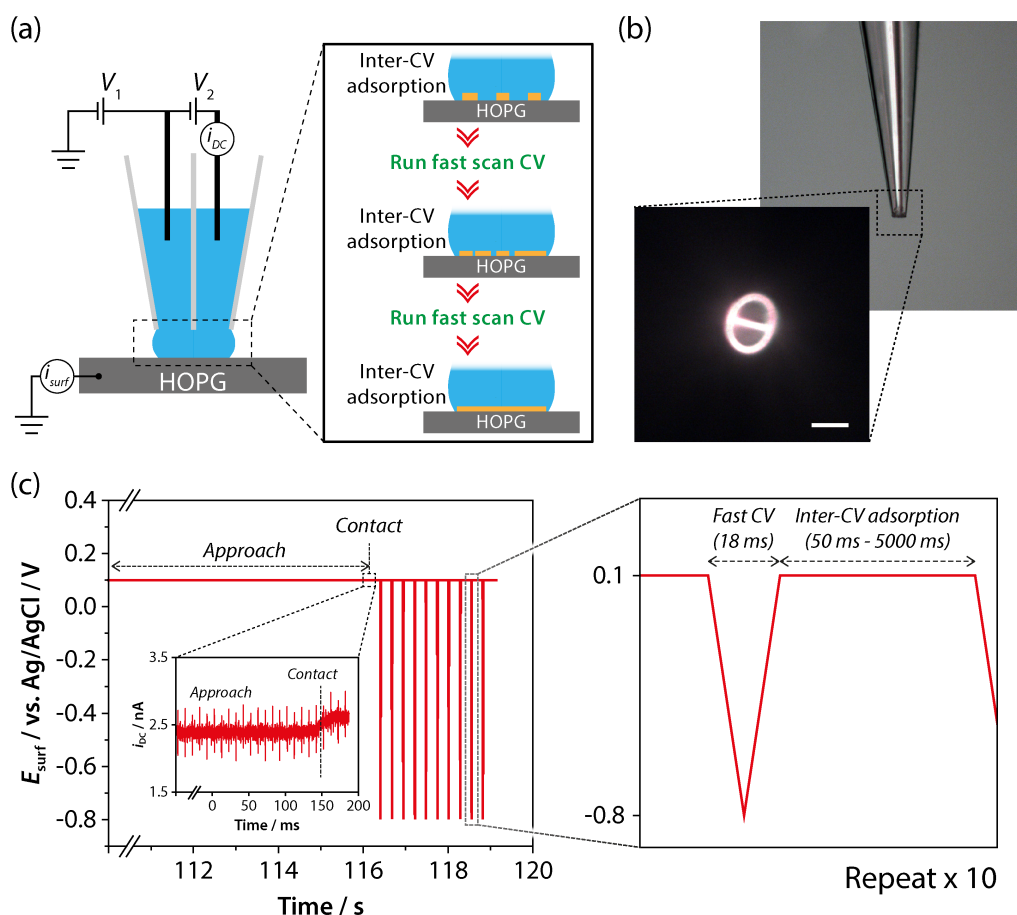 (a)
V1
V2
iDC
isurf
HOPG
Inter-CV
adsorption
HOPG
Run fast scan CV
Inter-CV
adsorption
HOPG
Run fast scan CV
Inter-CV
adsorption
HOPG
(b)
(c)
Esurf / vs. Ag/AgCl / V
0.4
0.2
0.0
-0.2
-0.4
-0.6
-0.8
112
114
116
118
120
Time / s
Approach
Contact
iDC / nA
3.5
2.5
1.5
Approach
Contact
0
50
100
150
200
Time / ms
Fast CV
(18 ms)
Inter-CV adsorption
(50 ms - 5000 ms)
0.1
-0.8
Repeat x 10